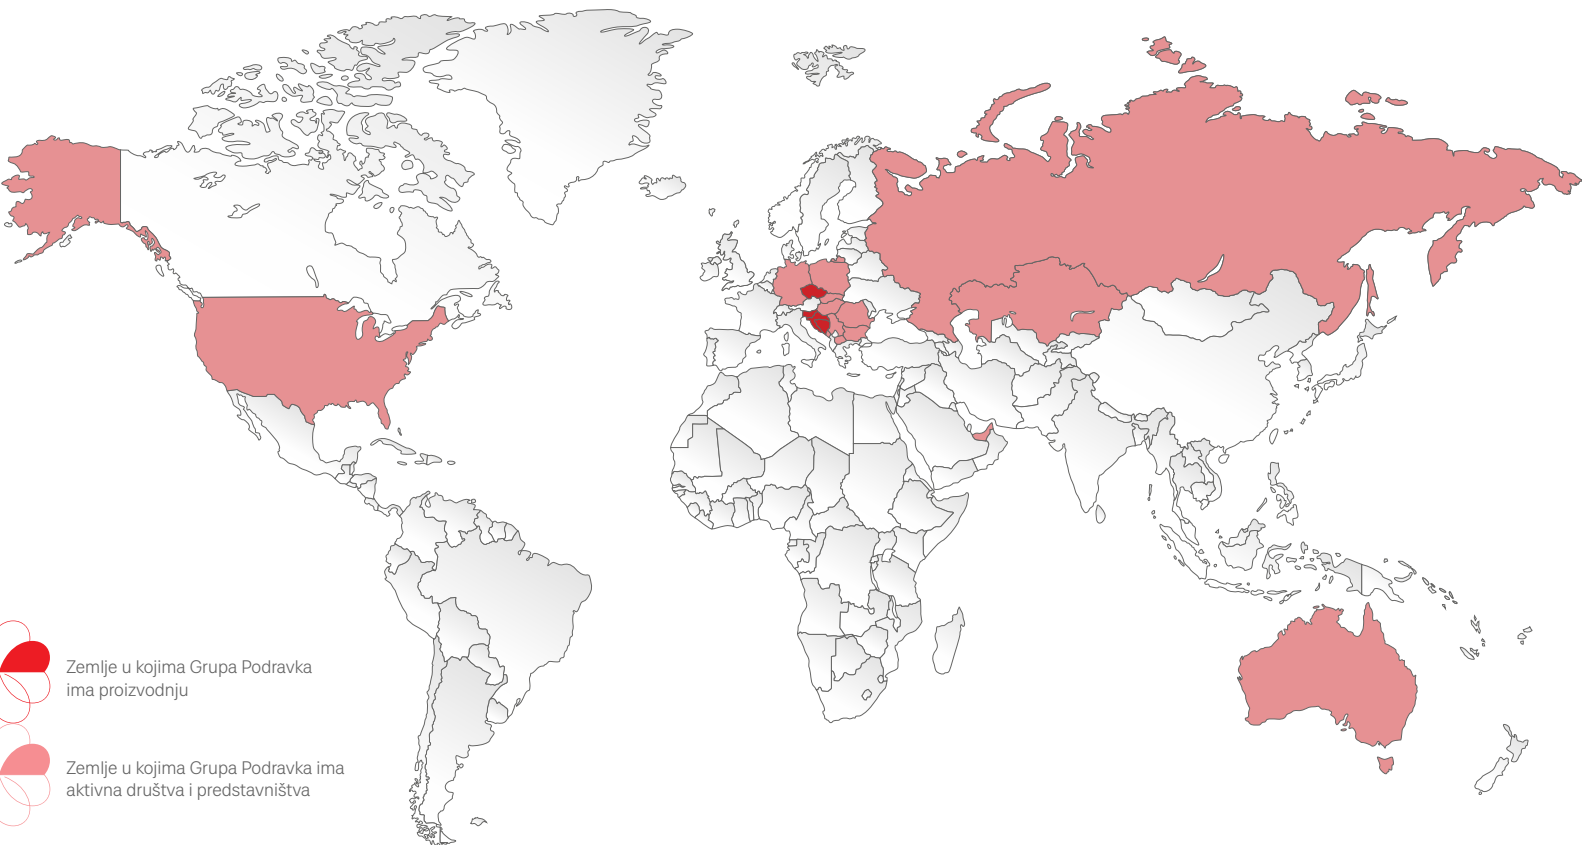 Zemlje u kojima Grupa Podravka
ima proizvodnju
Zemlje u kojima Grupa Podravka ima
aktivna društva i predstavništva